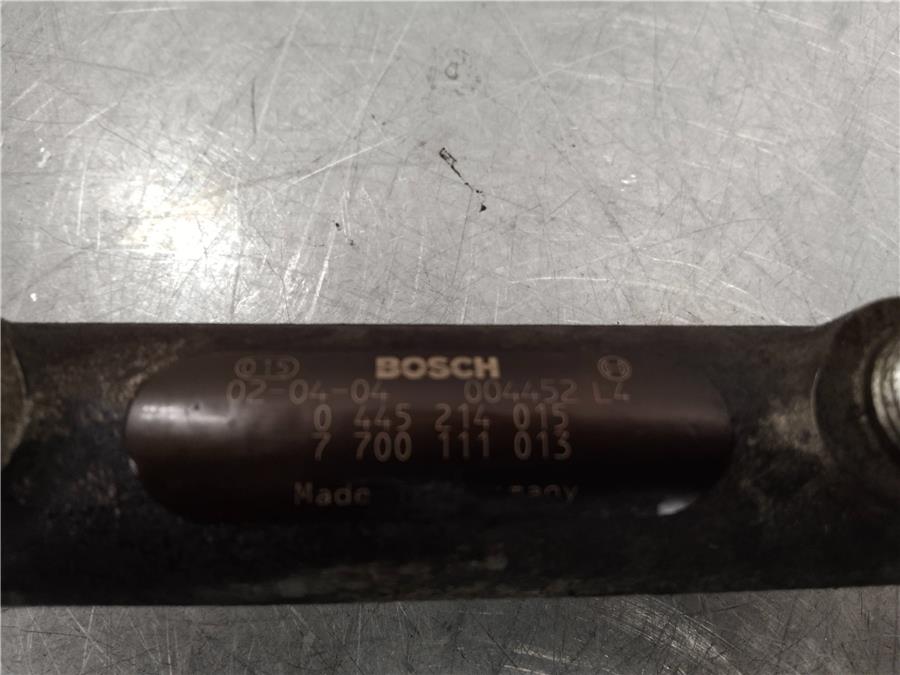 BOSCH
02-04-04 004452 L4
0 445 214 015
7 700 111 013
Made